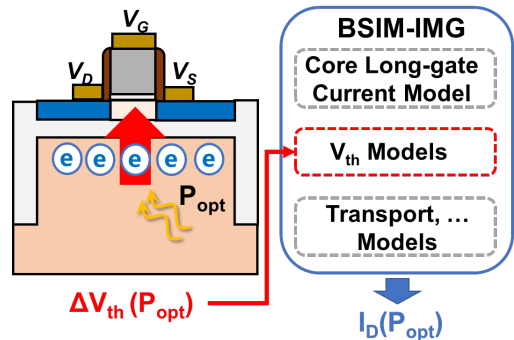 V_G
V_D
V_S
e e e e e
P_opt
ΔV_th (P_opt)
BSIM-IMG
Core Long-gate
Current Model
V_th Models
Transport, ...
Models
I_D(P_opt)